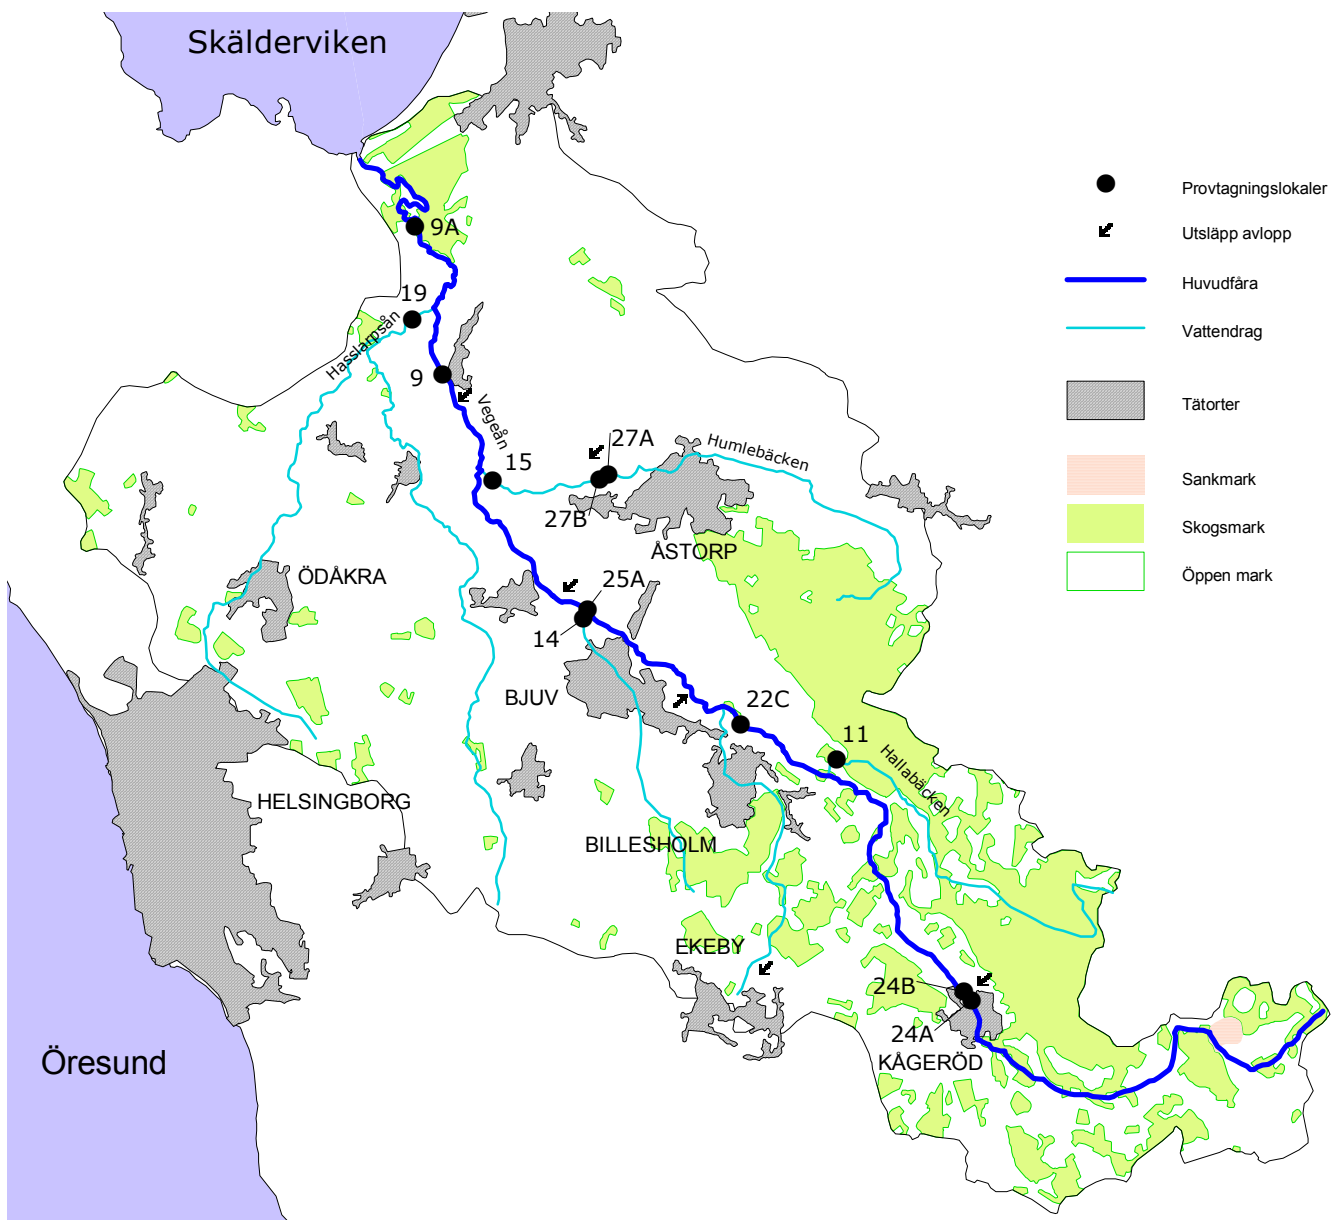 Skälderviken
9A
Provtagningslokaler
Utsläpp avlopp
Huvudfåra
Vattendrag
Tätorter
Sankmark
Skogsmark
Öppen mark
19
Hasslarpsån
9
Vegeån
15
27A
Humlebäcken
27B
ÅSTORP
ÖDÅKRA
25A
14
BJUV
22C
11
Hallabäcken
HELSINGBORG
BILLESHOLM
EKEBY
24B
24A
KÅGERÖD
Öresund